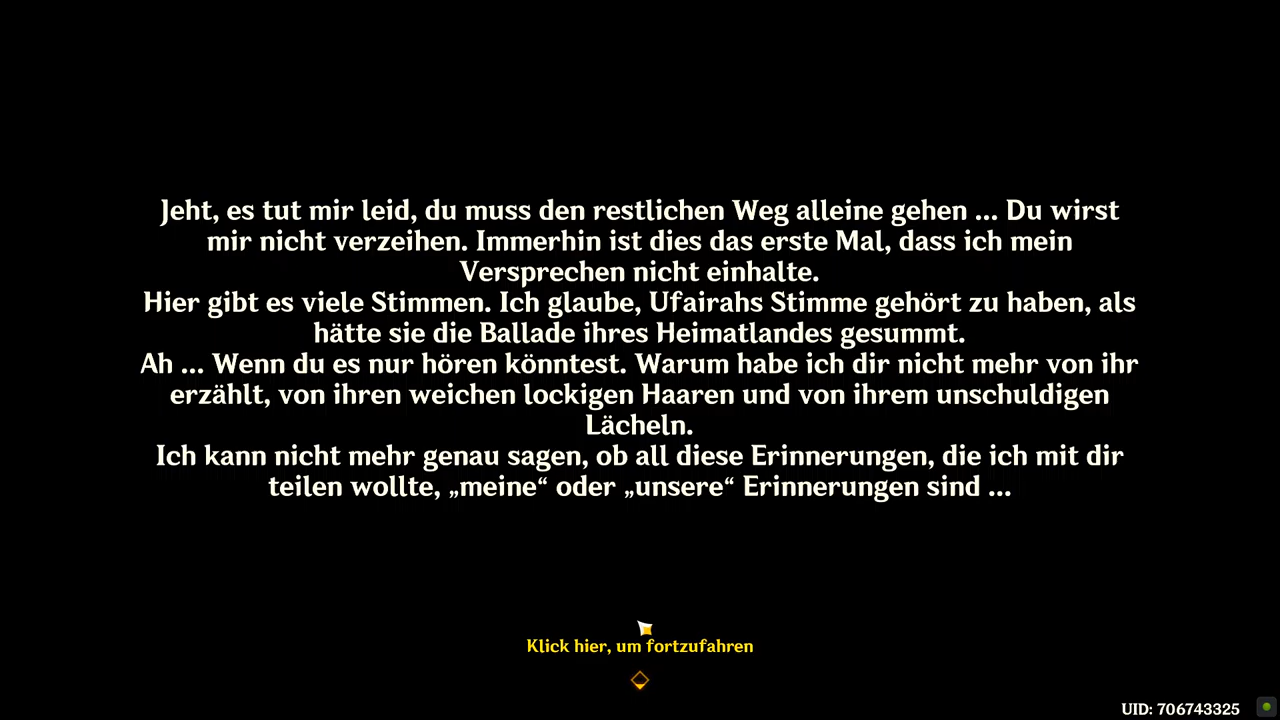 Jeht, es tut mir leid, du muss den restlichen Weg alleine gehen ... Du wirst
mir nicht verzeihen. Immerhin ist dies das erste Mal, dass ich mein
Versprechen nicht einhalte.
Hier gibt es viele Stimmen. Ich glaube, Ufairahs Stimme gehört zu haben, als
hätte sie die Ballade ihres Heimatlandes gesummt.
Ah ... Wenn du es nur hören könntest. Warum habe ich dir nicht mehr von ihr
erzählt, von ihren weichen lockigen Haaren und von ihrem unschuldigen
Lächeln.
Ich kann nicht mehr genau sagen, ob all diese Erinnerungen, die ich mit dir
teilen wollte, „meine“ oder „unsere“ Erinnerungen sind ...
Klick hier, um fortzufahren
UID: 706743325